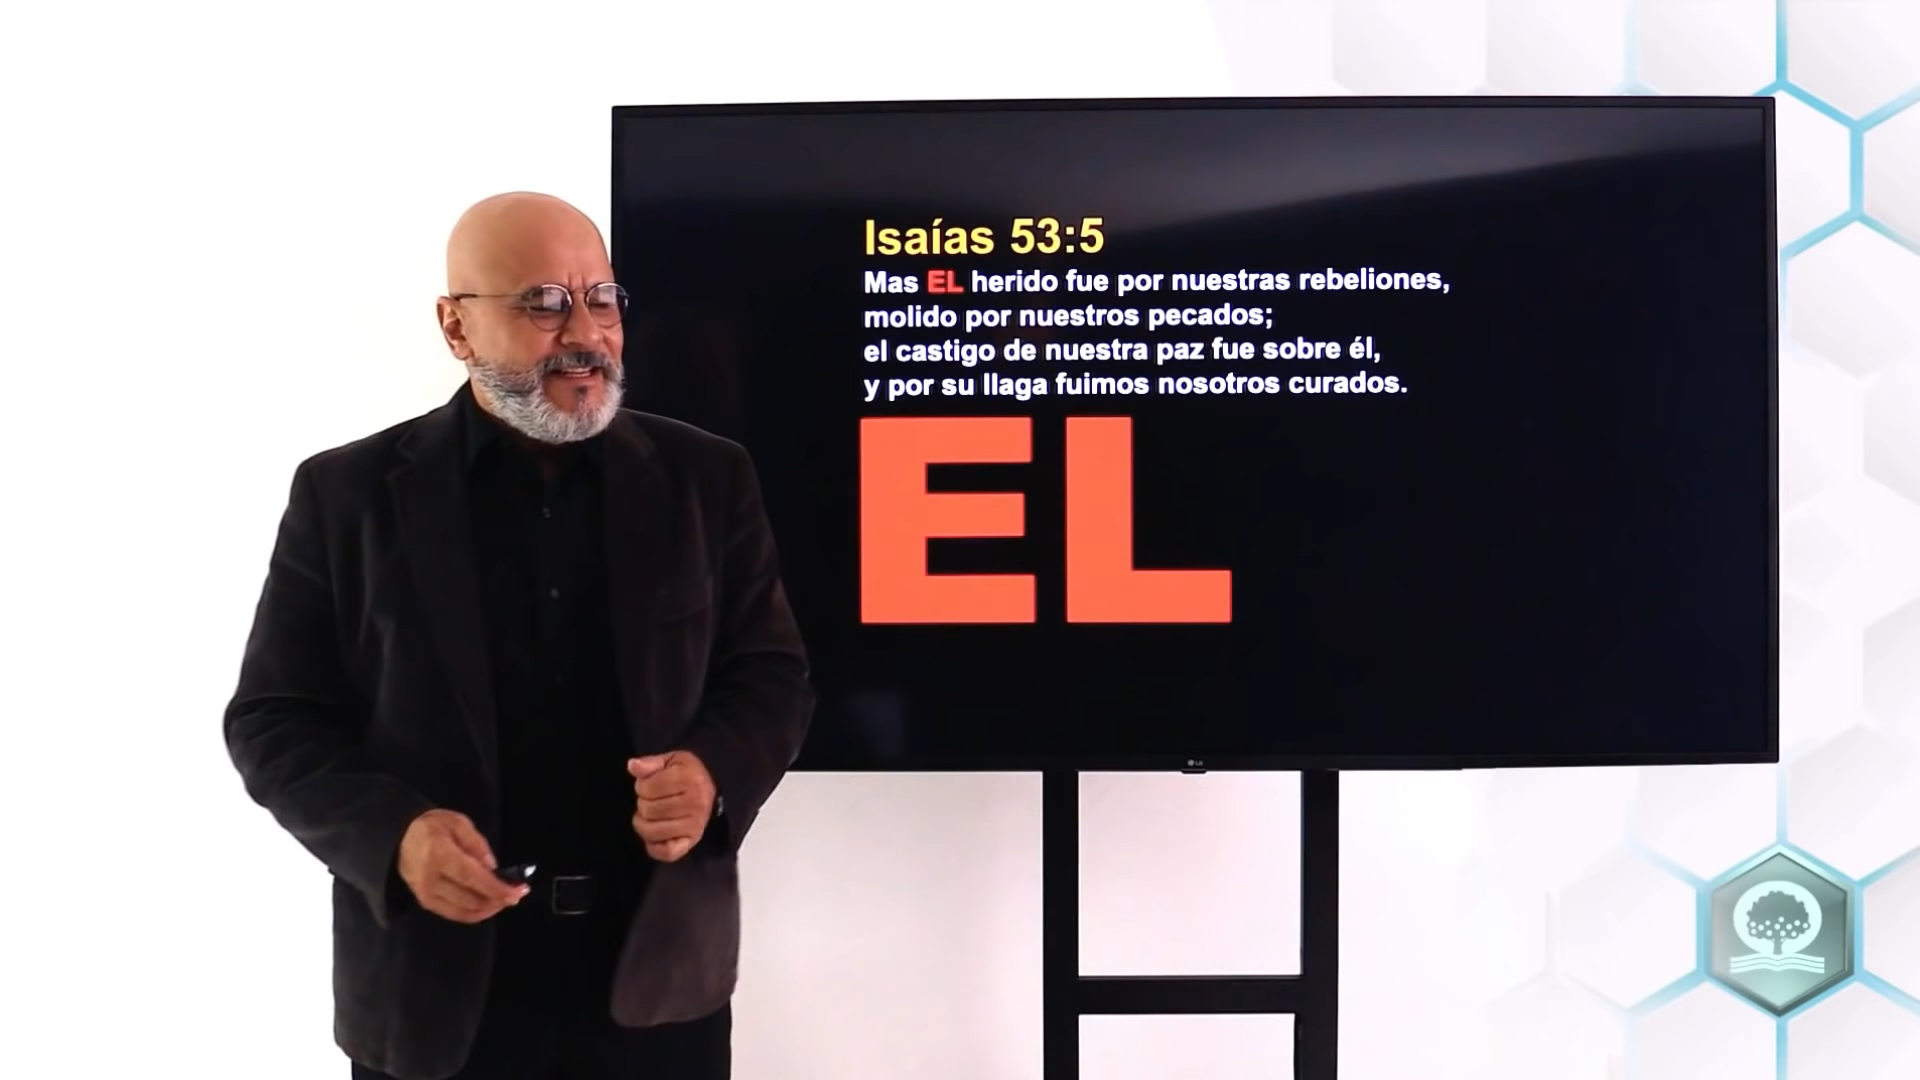 Isaías 53:5
Mas EL herido fue por nuestras rebeliones,
molido por nuestros pecados;
el castigo de nuestra paz fue sobre él,
y por su llaga fuimos nosotros curados.
EL
LG